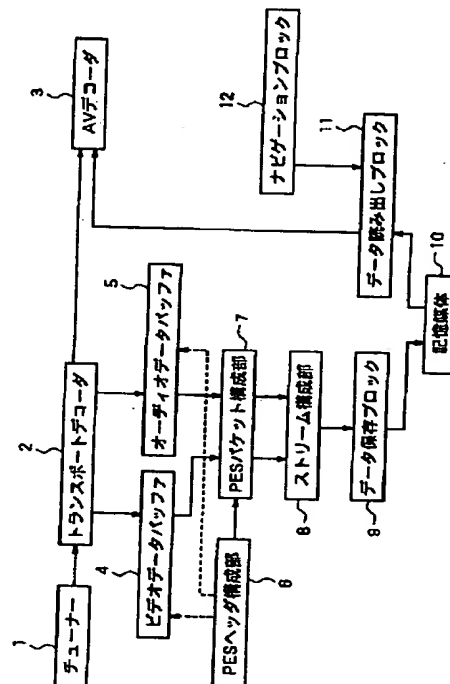 1
チューナー
2
トランスポートデコーダ
3
AVデコーダ
4
ビデオデータバッファ
5
オーディオデータバッファ
6
PESヘッダ構成部
7
PESパケット構成部
8
ストリーム構成部
9
データ保存ブロック
10
記憶媒体
11
データ読み出しブロック
12
ナビゲーションブロック